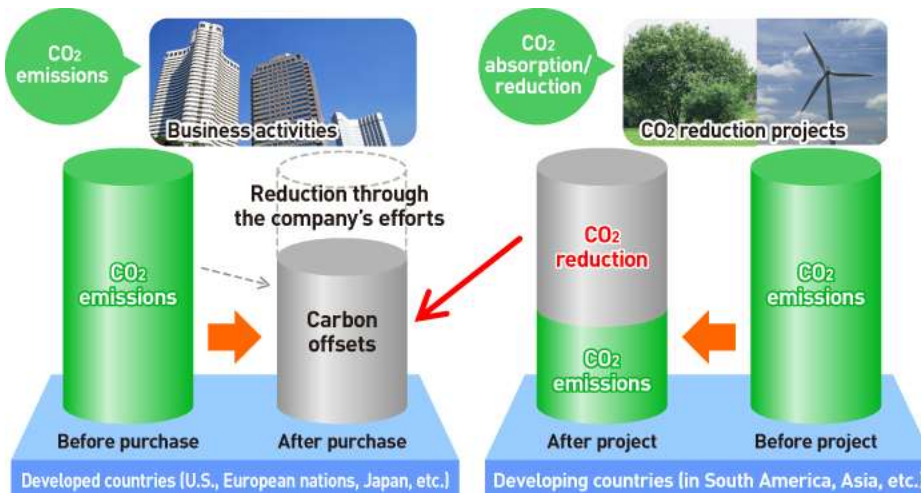 CO2
emissions
Business activities
CO2
absorption/
reduction
CO2 reduction projects
CO2
emissions
Reduction through
the company's efforts
Carbon
offsets
CO2
reduction
CO2
emissions
CO2
emissions
Before purchase
After purchase
After project
Before project
Developed countries (U.S., European nations, Japan, etc.)
Developing countries (in South America, Asia, etc.